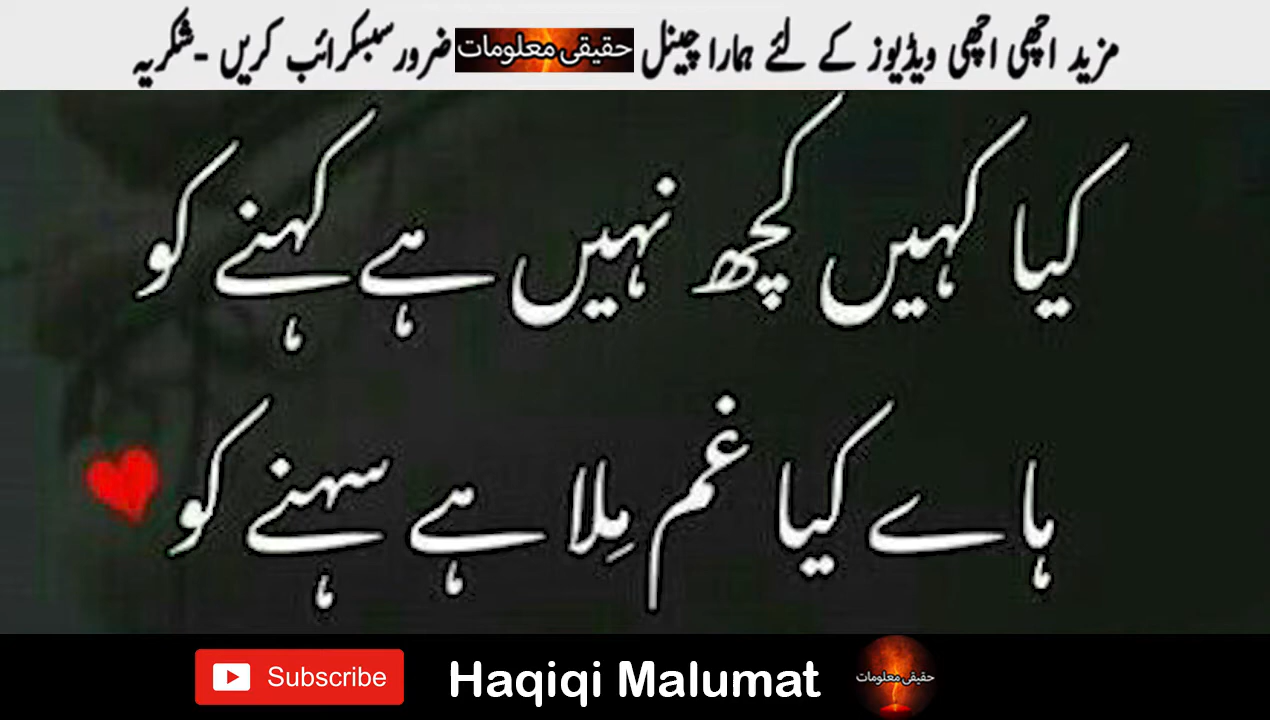 مزید اچھی اچھی ویڈیوز کے لئے ہمارا چینل حقیقی معلومات ضرور سبسکرائب کریں - شکریہ
کیا کہیں کچھ نہیں ہے کہنے کو
ہاے کیا غم مِلا ہے سہنے کو
Subscribe Haqiqi Malumat حقیقی معلومات